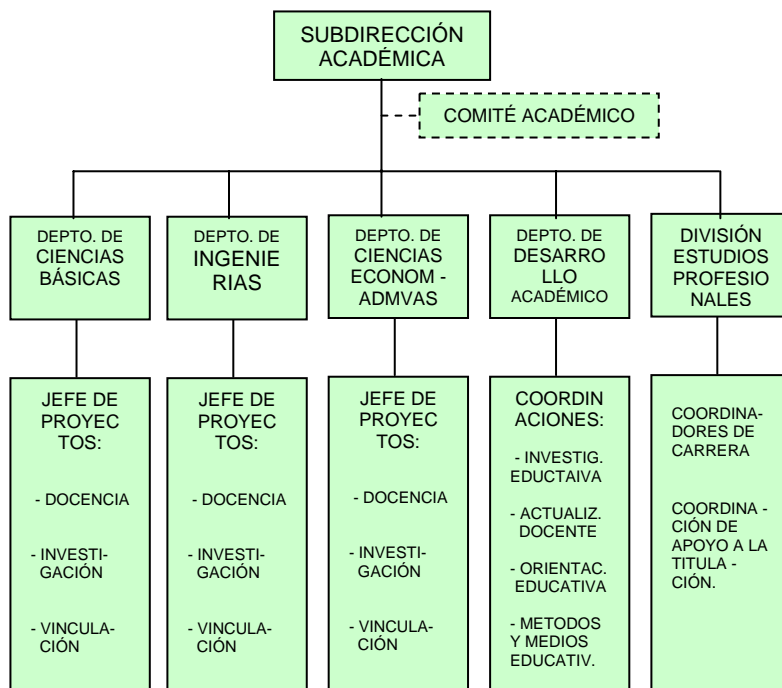 SUBDIRECCIÓN
ACADÉMICA
COMITÉ ACADÉMICO
DEPTO. DE
CIENCIAS
BÁSICAS
DEPTO. DE
INGENIE
RIAS
DEPTO. DE
CIENCIAS
ECONOM -
ADMVAS
DEPTO. DE
DESARRO
LLO
ACADÉMICO
DIVISIÓN
ESTUDIOS
PROFESIO
NALES
JEFE DE
PROYEC
TOS:
- DOCENCIA
- INVESTI-
GACIÓN
- VINCULA-
CIÓN
JEFE DE
PROYEC
TOS:
- DOCENCIA
- INVESTI-
GACIÓN
- VINCULA-
CIÓN
JEFE DE
PROYEC
TOS:
- DOCENCIA
- INVESTI-
GACIÓN
- VINCULA-
CIÓN
COORDIN
ACIONES:
- INVESTIG.
EDUCTAIVA
- ACTUALIZ.
DOCENTE
- ORIENTAC.
EDUCATIVA
- METODOS
Y MEDIOS
EDUCATIV.
COORDINA-
DORES DE
CARRERA
COORDINA -
CIÓN DE
APOYO A LA
TITULA -
CIÓN.